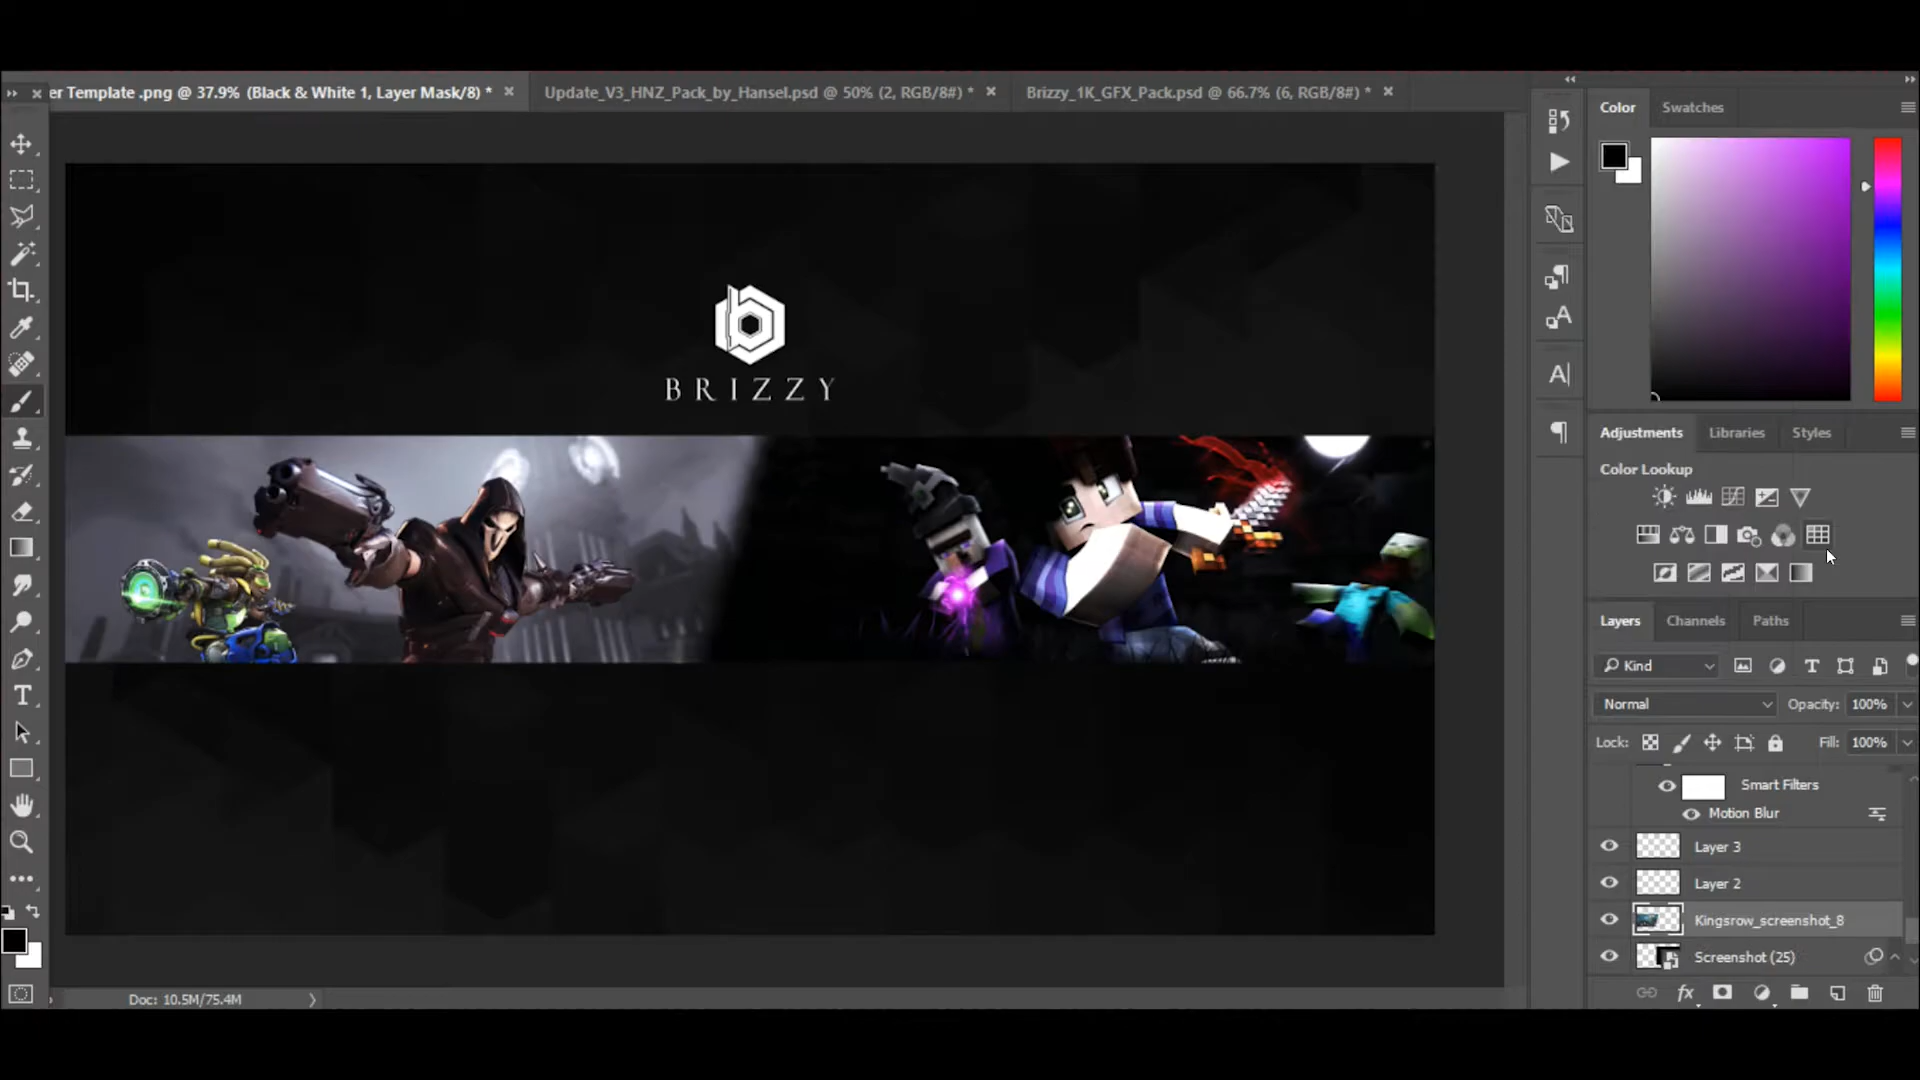 er Template .png @ 37.9% (Black & White 1, Layer Mask/8) *
Update_V3_HNZ_Pack_by_Hansel.psd @ 50% (2, RGB/8#) *
Brizzy_1K_GFX_Pack.psd @ 66.7% (6, RGB/8#) *
Color
Swatches
BRIZZY
Adjustments
Libraries
Styles
Color Lookup
Layers
Channels
Paths
Kind
Normal
Opacity: 100%
Lock:
Fill: 100%
Smart Filters
Motion Blur
Layer 3
Layer 2
Kingsrow_screenshot_8
Screenshot (25)
fx
Doc: 10.5M/75.4M